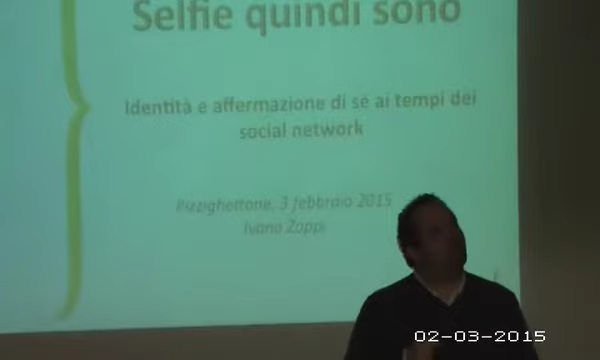 Selfie quindi sono
Identità e affermazione di sé ai tempi dei
social network
Pizzighettone, 3 febbraio 2015
Ivano Zoppi
02-03-2015